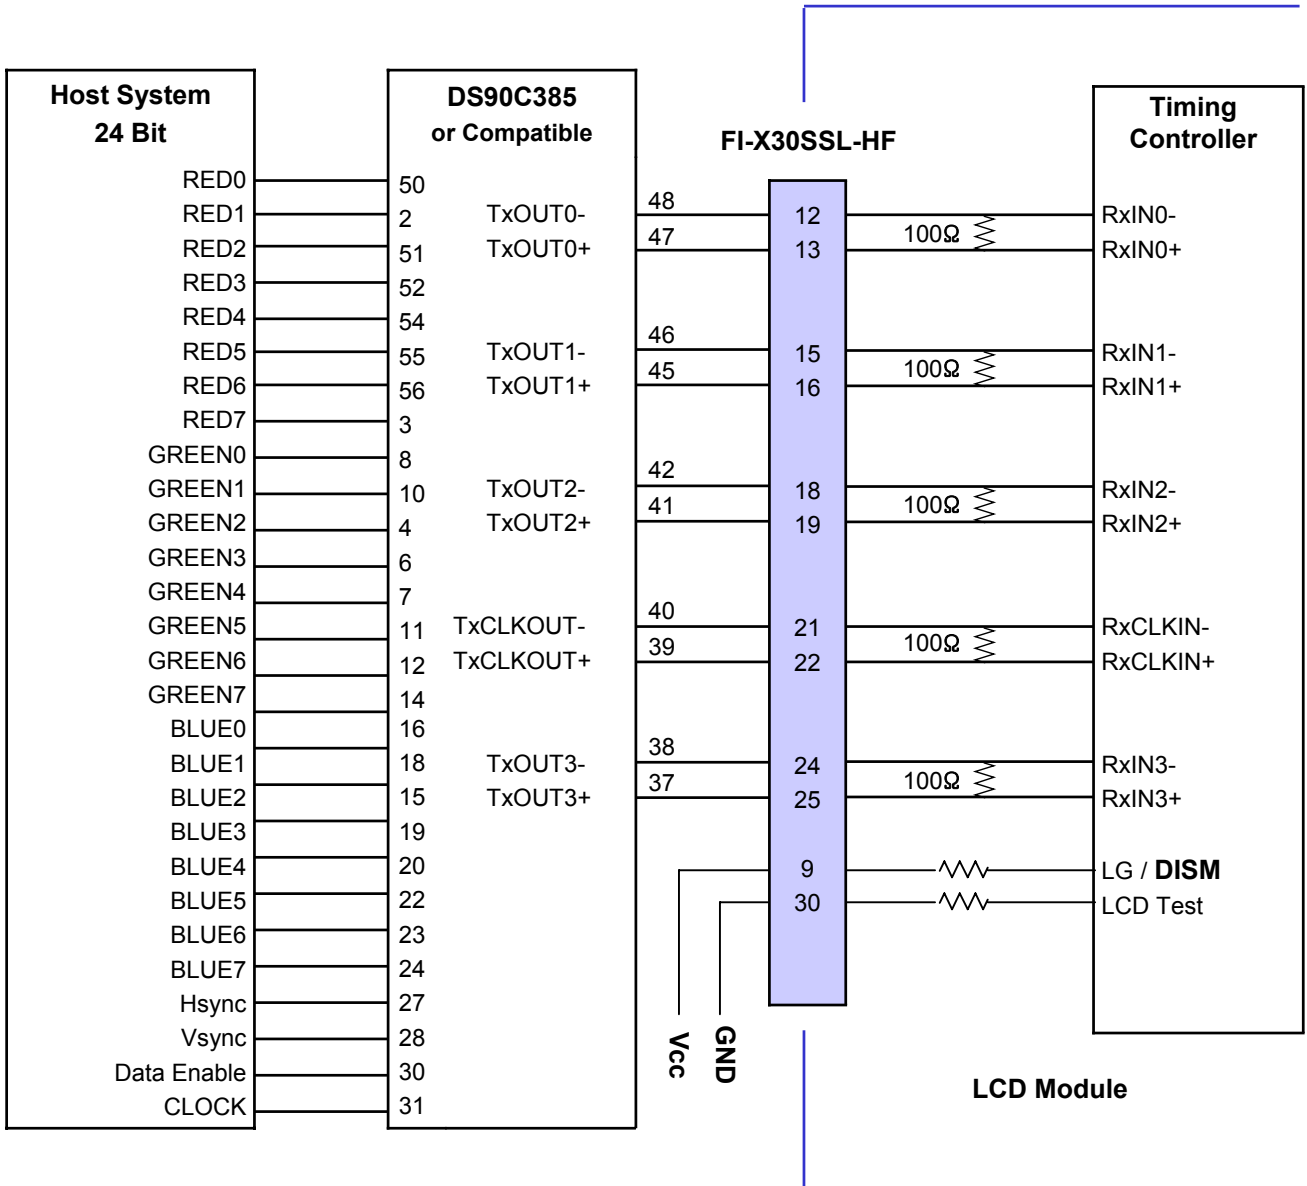 Host System
24 Bit
RED0
RED1
RED2
RED3
RED4
RED5
RED6
RED7
GREEN0
GREEN1
GREEN2
GREEN3
GREEN4
GREEN5
GREEN6
GREEN7
BLUE0
BLUE1
BLUE2
BLUE3
BLUE4
BLUE5
BLUE6
BLUE7
Hsync
Vsync
Data Enable
CLOCK
DS90C385
or Compatible
50
2
51
52
54
55
56
3
8
10
4
6
7
11
12
14
16
18
15
19
20
22
23
24
27
28
30
31
TxOUT0-
TxOUT0+
TxOUT1-
TxOUT1+
TxOUT2-
TxOUT2+
TxCLKOUT-
TxCLKOUT+
TxOUT3-
TxOUT3+
48
47
46
45
42
41
40
39
38
37
Vcc
GND
FI-X30SSL-HF
12
13
15
16
18
19
21
22
24
25
9
30
100Ω
100Ω
100Ω
100Ω
100Ω
Timing
Controller
RxIN0-
RxIN0+
RxIN1-
RxIN1+
RxIN2-
RxIN2+
RxCLKIN-
RxCLKIN+
RxIN3-
RxIN3+
LG / DISM
LCD Test
LCD Module